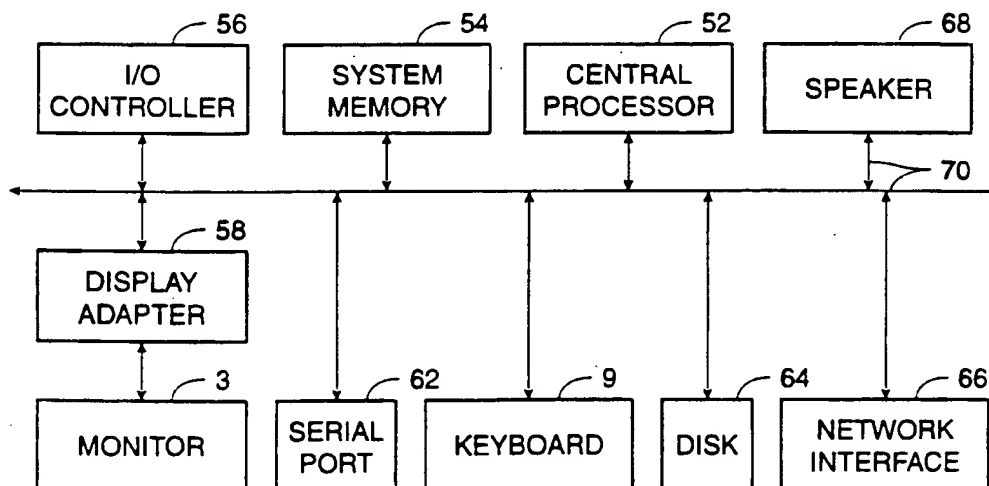 56
54
52
68
I/O
CONTROLLER
SYSTEM
MEMORY
CENTRAL
PROCESSOR
SPEAKER
70
58
DISPLAY
ADAPTER
3
62
9
64
66
MONITOR
SERIAL
PORT
KEYBOARD
DISK
NETWORK
INTERFACE